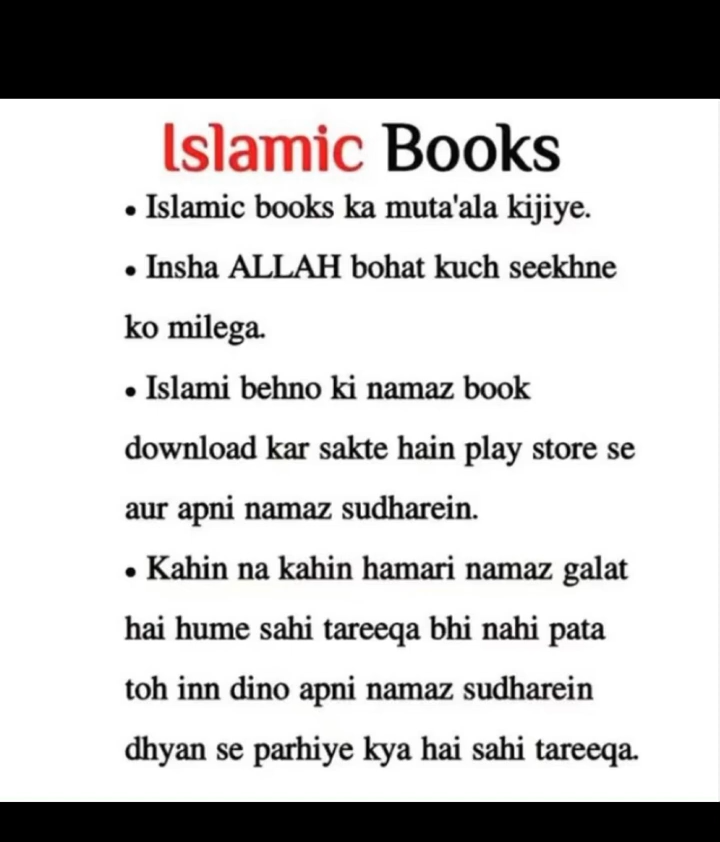 Islamic Books
• Islamic books ka muta'ala kijiye.
• Insha ALLAH bohat kuch seekhne
ko milega.
• Islami behno ki namaz book
download kar sakte hain play store se
aur apni namaz sudharein.
• Kahin na kahin hamari namaz galat
hai hume sahi tareeqa bhi nahi pata
toh inn dino apni namaz sudharein
dhyan se parhiye kya hai sahi tareeqa.